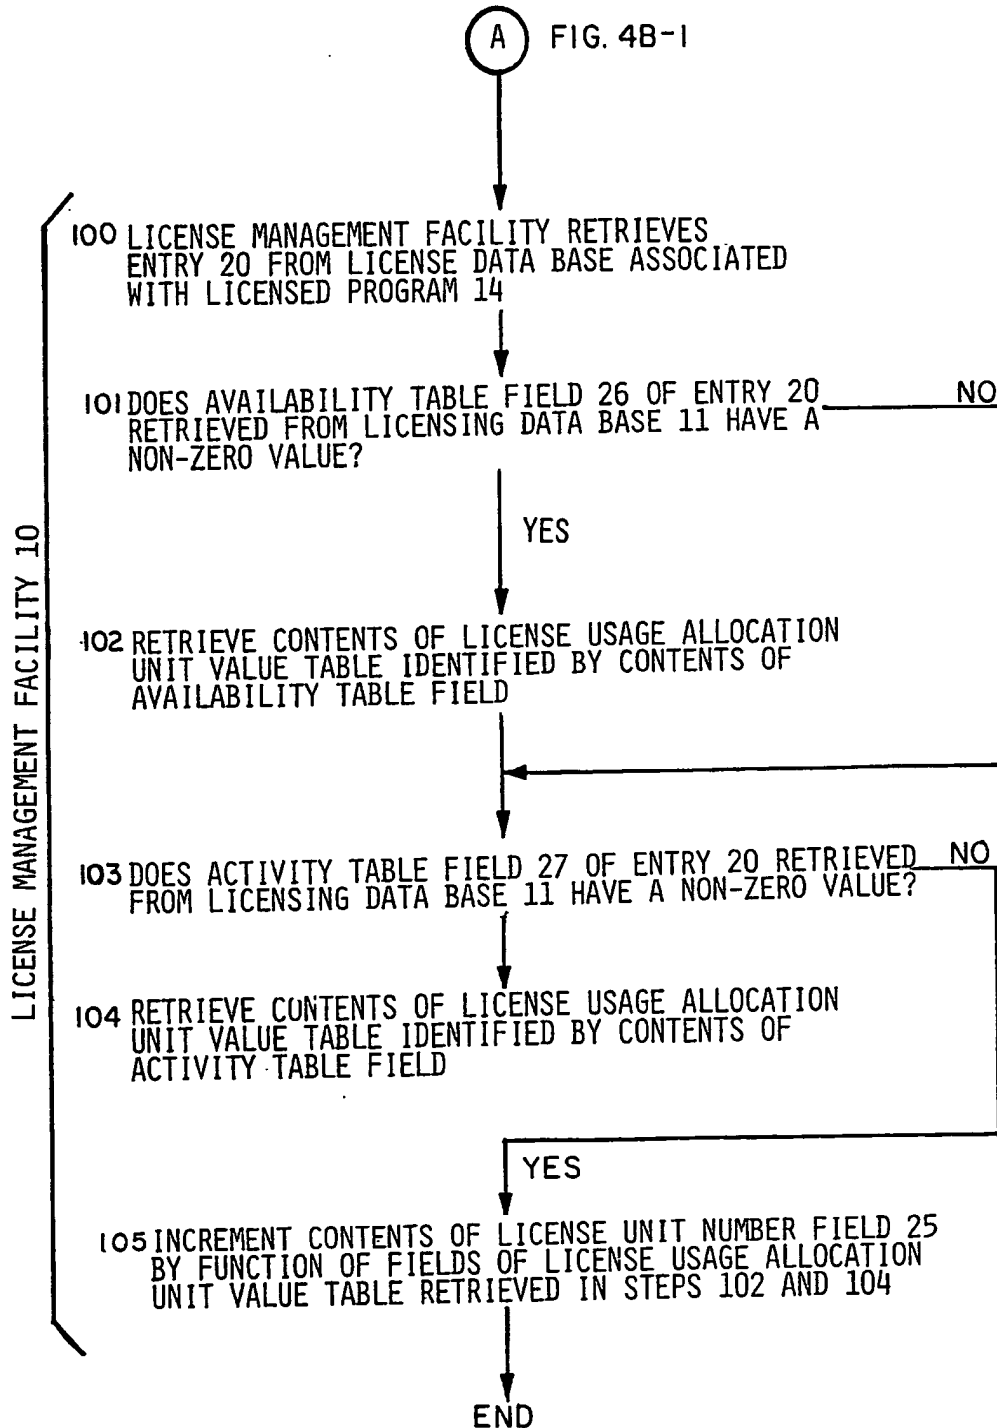 A FIG. 4B-1
100 LICENSE MANAGEMENT FACILITY RETRIEVES
ENTRY 20 FROM LICENSE DATA BASE ASSOCIATED
WITH LICENSED PROGRAM 14
101 DOES AVAILABILITY TABLE FIELD 26 OF ENTRY 20 NO
RETRIEVED FROM LICENSING DATA BASE 11 HAVE A
NON-ZERO VALUE?
YES
102 RETRIEVE CONTENTS OF LICENSE USAGE ALLOCATION
UNIT VALUE TABLE IDENTIFIED BY CONTENTS OF
AVAILABILITY TABLE FIELD
LICENSE MANAGEMENT FACILITY 10
103 DOES ACTIVITY TABLE FIELD 27 OF ENTRY 20 RETRIEVED NO
FROM LICENSING DATA BASE 11 HAVE A NON-ZERO VALUE?
104 RETRIEVE CONTENTS OF LICENSE USAGE ALLOCATION
UNIT VALUE TABLE IDENTIFIED BY CONTENTS OF
ACTIVITY TABLE FIELD
YES
105 INCREMENT CONTENTS OF LICENSE UNIT NUMBER FIELD 25
BY FUNCTION OF FIELDS OF LICENSE USAGE ALLOCATION
UNIT VALUE TABLE RETRIEVED IN STEPS 102 AND 104
END